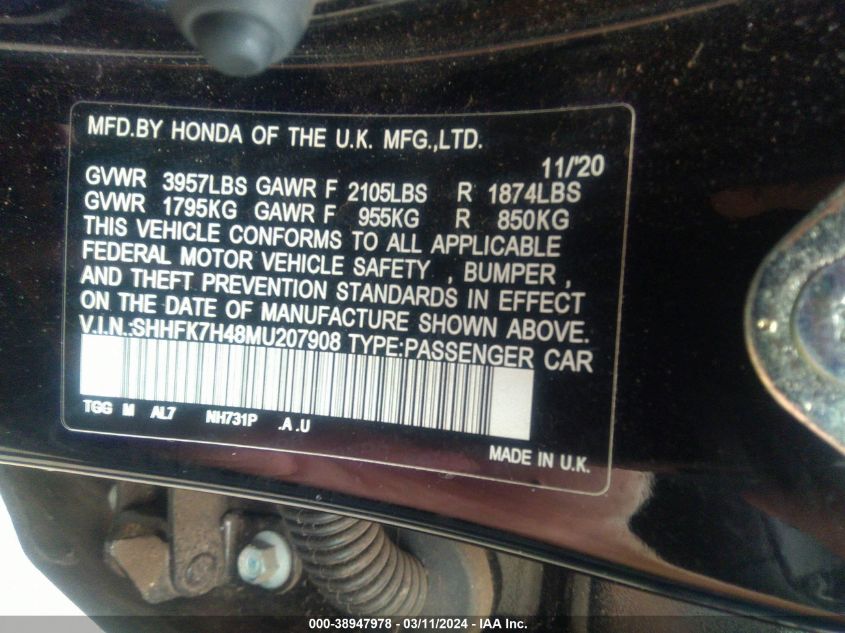 MFD.BY HONDA OF THE U.K. MFG.,LTD.
11/'20
GVWR 3957LBS GAWR F 2105LBS R 1874LBS
GVWR 1795KG GAWR F 955KG R 850KG
THIS VEHICLE CONFORMS TO ALL APPLICABLE
FEDERAL MOTOR VEHICLE SAFETY , BUMPER ,
AND THEFT PREVENTION STANDARDS IN EFFECT
ON THE DATE OF MANUFACTURE SHOWN ABOVE.
V.I.N.:SHHFK7H48MU207908 TYPE:PASSENGER CAR
TGG M AL7 NH731P .A .U
MADE IN U.K.
000-38947978 - 03/11/2024 - IAA Inc.